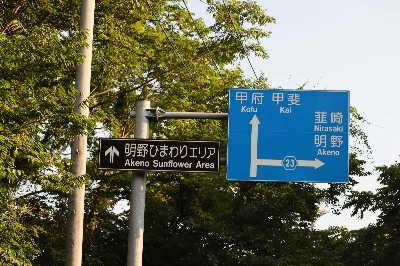 甲府 甲斐
Kofu Kai
韮崎
Nirasaki
明野
Akeno
23
明野ひまわりエリア
Akeno Sunflower Area